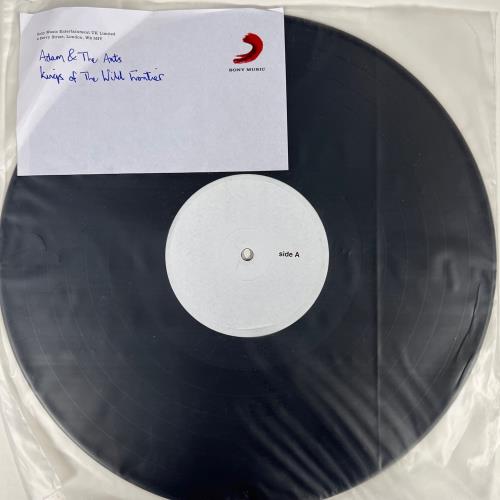 Sony Music Entertainment UK Limited
9 Derry Street, London, W8 5HY
Adam & The Ants
Kings of The Wild Frontier
SONY MUSIC
side A